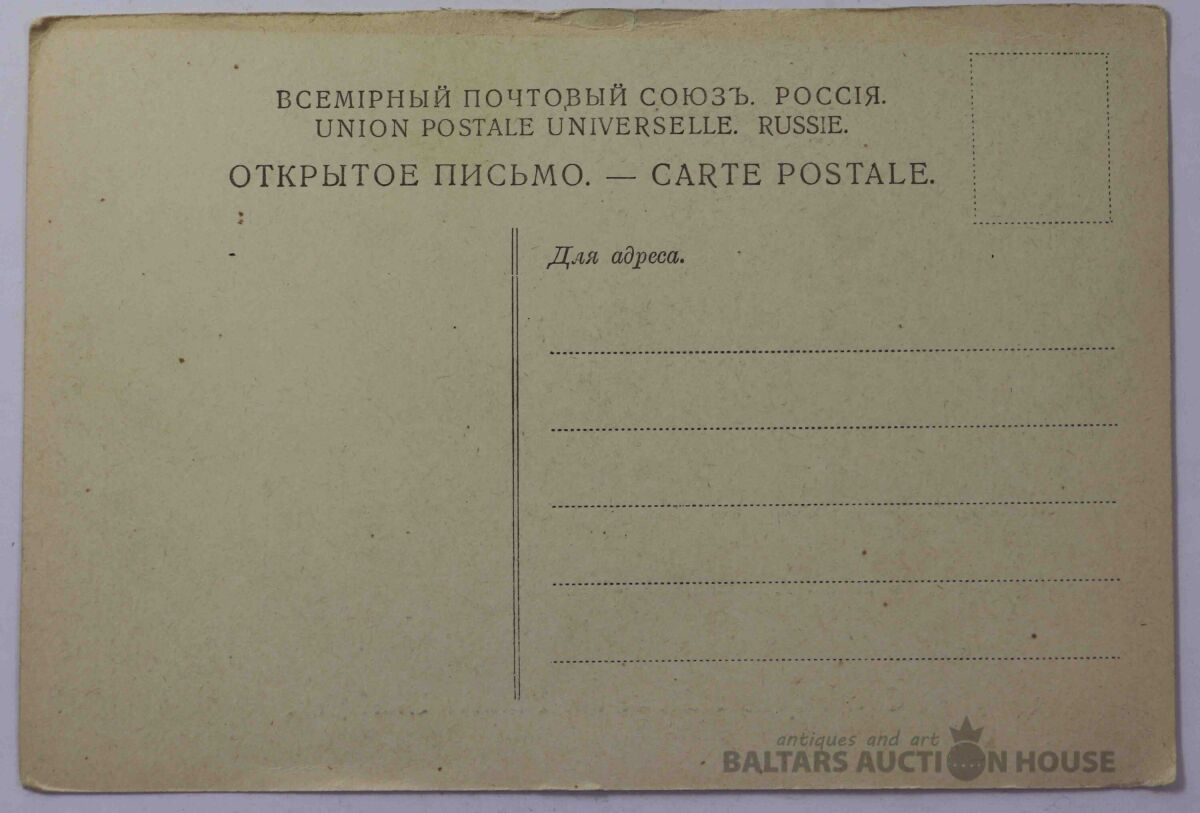 ВСЕМІРНЫЙ ПОЧТОВЫЙ СОЮЗЪ. РОССІЯ.
UNION POSTALE UNIVERSELLE. RUSSIE.
ОТКРЫТОЕ ПИСЬМО. — CARTE POSTALE.
Для адреса.
antiques and art
BALTARS AUCTION HOUSE